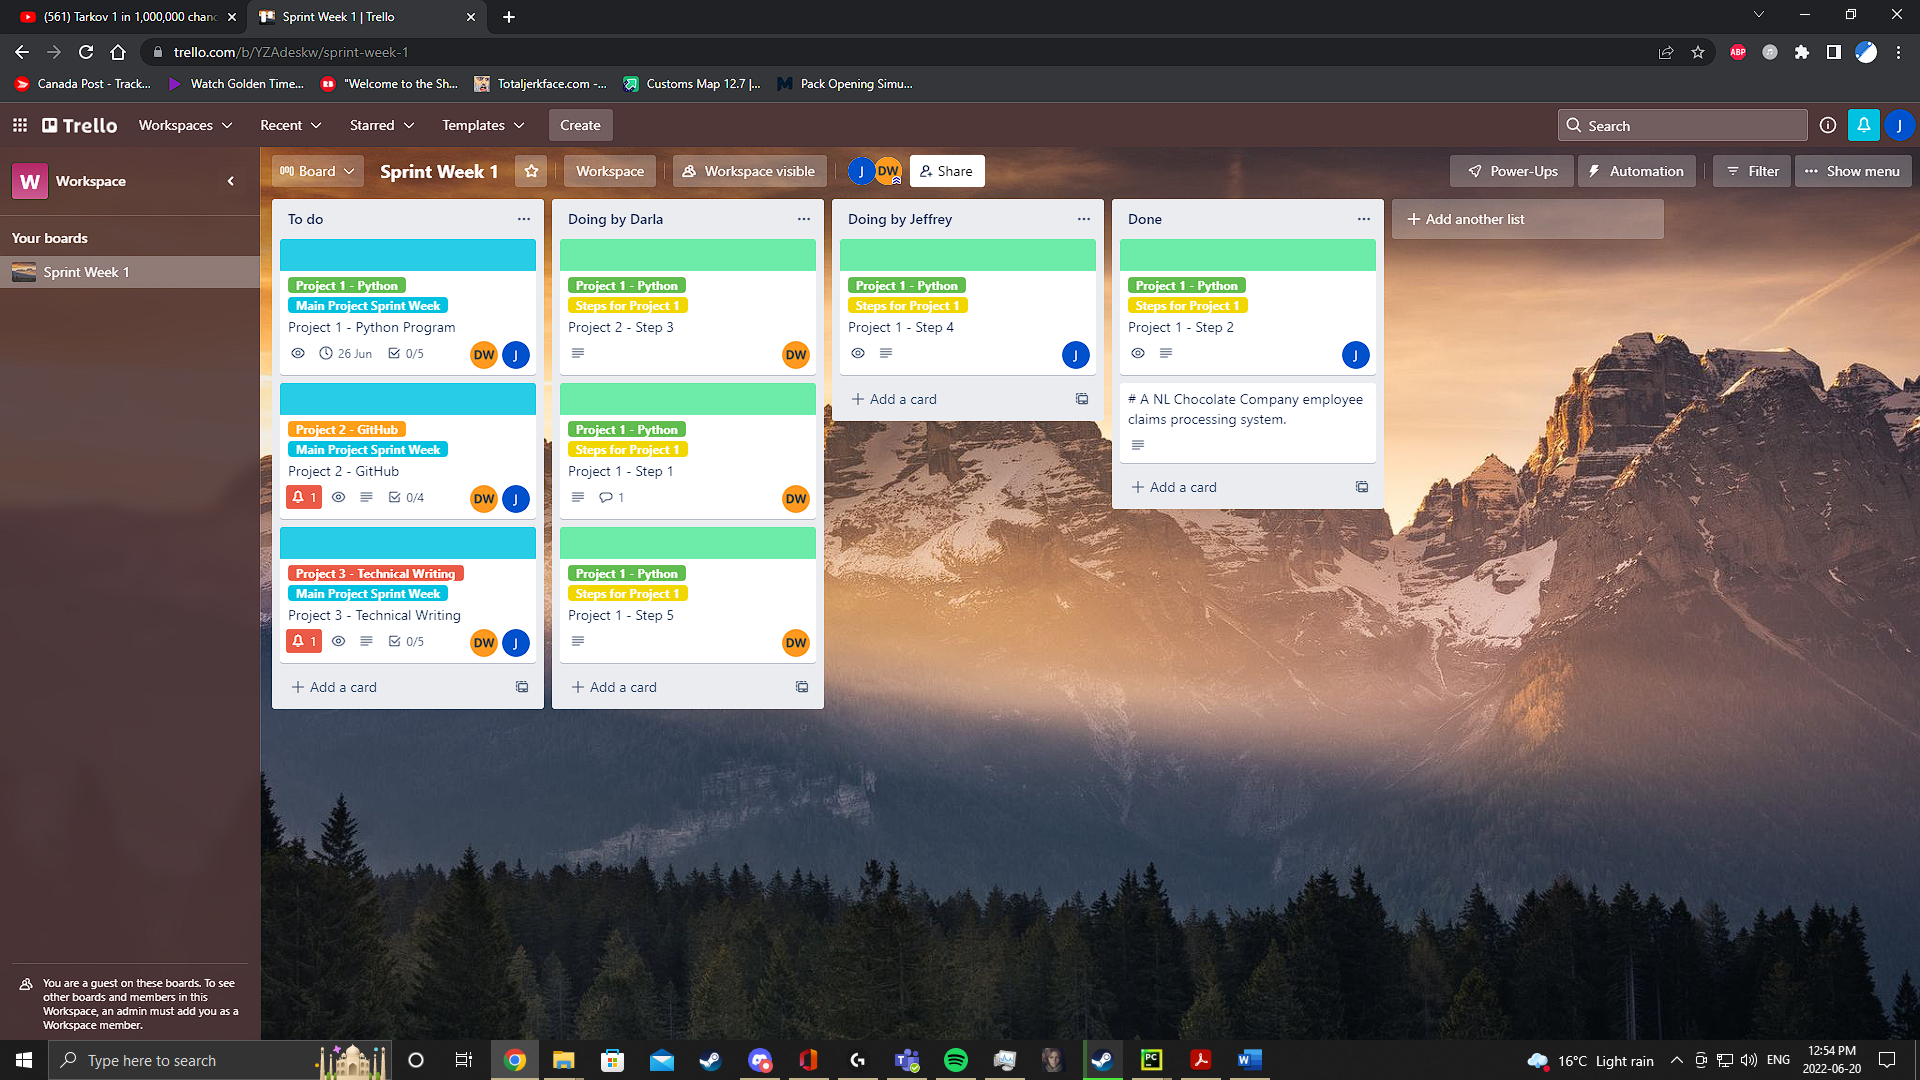 (561) Tarkov 1 in 1,000,000 chanc
Sprint Week 1 | Trello
trello.com/b/YZAdeskw/sprint-week-1
ABP
Canada Post - Track...
Watch Golden Time...
"Welcome to the Sh...
Totaljerkface.com -...
Customs Map 12.7 |...
Pack Opening Simu...
Trello
Workspaces
Recent
Starred
Templates
Create
Search
J
W
Workspace
Board
Sprint Week 1
Workspace
Workspace visible
J
DW
Share
Power-Ups
Automation
Filter
Show menu
Your boards
Sprint Week 1
To do
Project 1 - Python
Main Project Sprint Week
Project 1 - Python Program
26 Jun
0/5
DW
J
Project 2 - GitHub
Main Project Sprint Week
Project 2 - GitHub
1
0/4
DW
J
Project 3 - Technical Writing
Main Project Sprint Week
Project 3 - Technical Writing
1
0/5
DW
J
Add a card
Doing by Darla
Project 1 - Python
Steps for Project 1
Project 2 - Step 3
DW
Project 1 - Python
Steps for Project 1
Project 1 - Step 1
1
DW
Project 1 - Python
Steps for Project 1
Project 1 - Step 5
DW
Add a card
Doing by Jeffrey
Project 1 - Python
Steps for Project 1
Project 1 - Step 4
J
Add a card
Done
Project 1 - Python
Steps for Project 1
Project 1 - Step 2
J
# A NL Chocolate Company employee
claims processing system.
Add a card
Add another list
You are a guest on these boards. To see
other boards and members in this
Workspace, an admin must add you as a
Workspace member.
Type here to search
PC
W
16°C Light rain
ENG
12:54 PM
2022-06-20